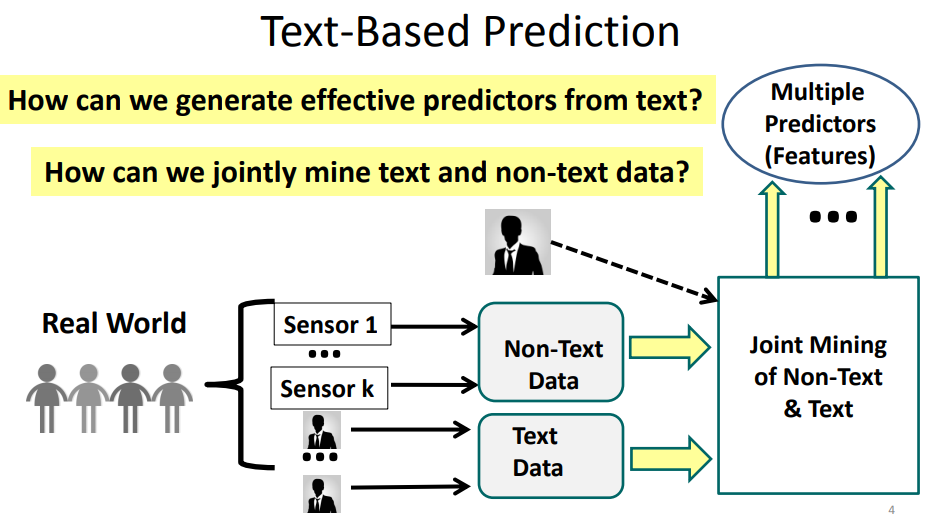 Text-Based Prediction
How can we generate effective predictors from text?
How can we jointly mine text and non-text data?
Multiple
Predictors
(Features)
...
Real World
Sensor 1
...
Sensor k
...
Non-Text
Data
Text
Data
Joint Mining
of Non-Text
& Text
4